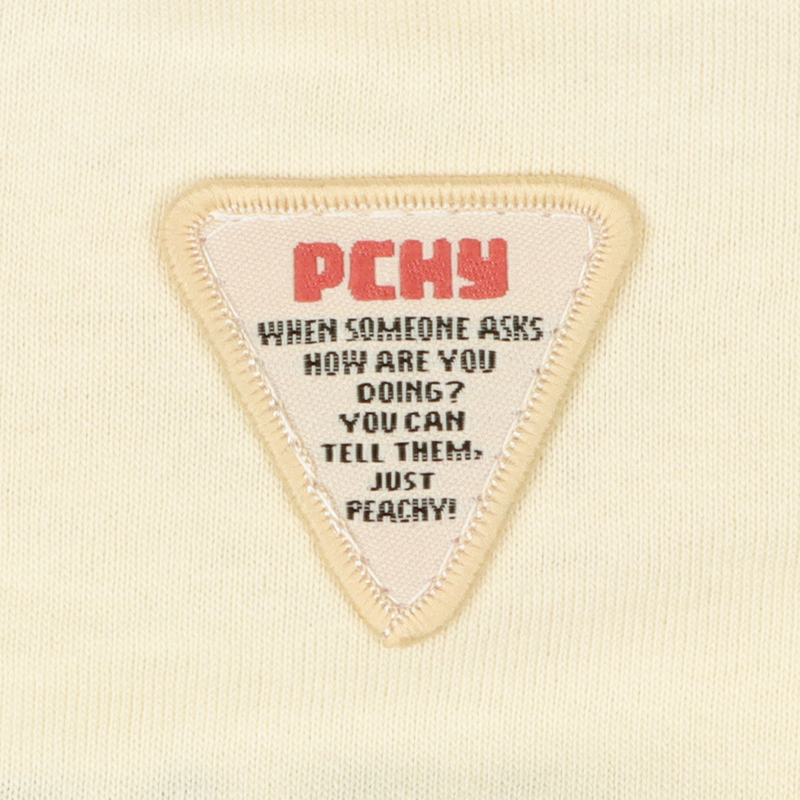 PCHY
WHEN SOMEONE ASKS
HOW ARE YOU
DOING?
YOU CAN
TELL THEM,
JUST
PEACHY!